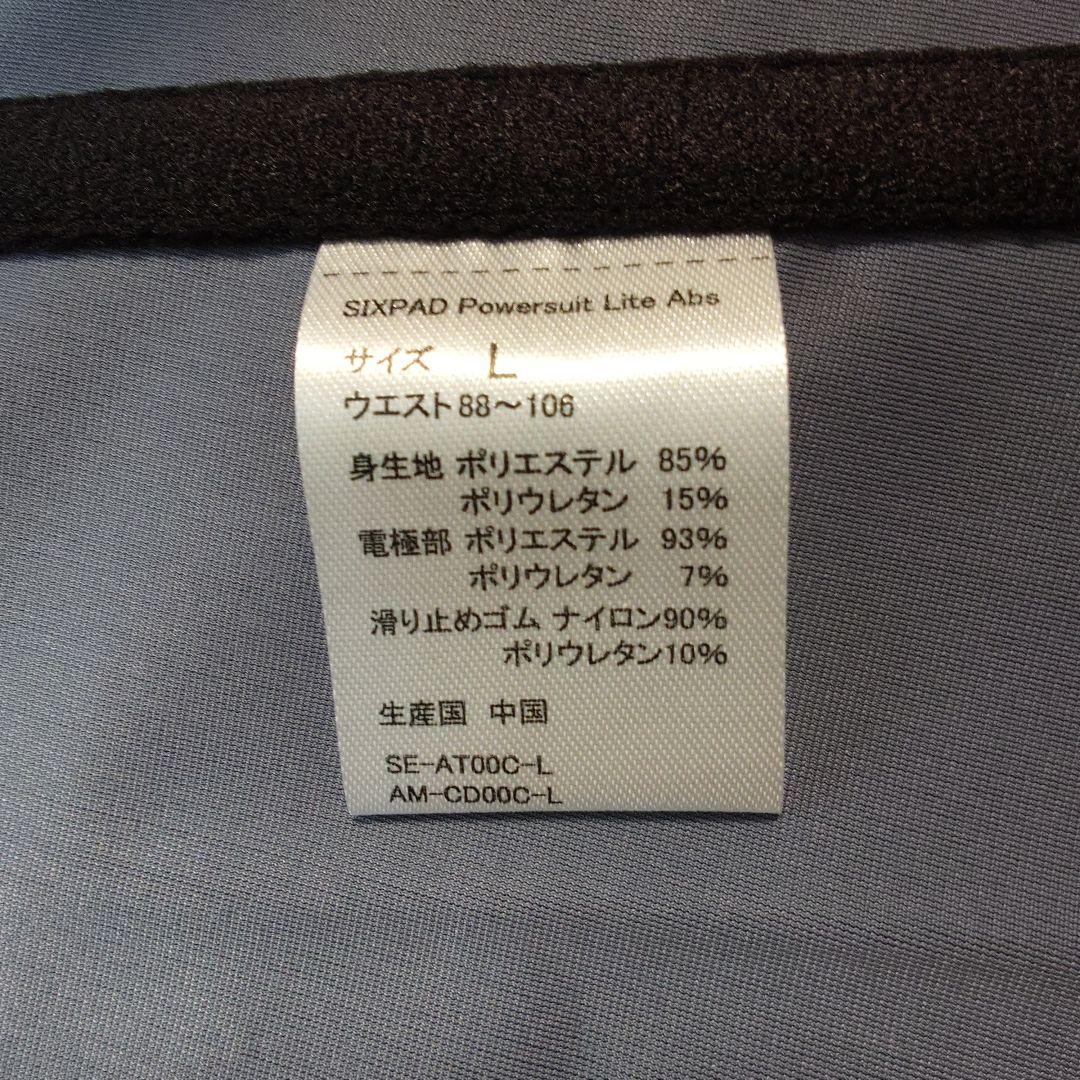 SIXPAD Powersuit Lite Abs
サイズ L
ウエスト88～106
身生地 ポリエステル 85%
ポリウレタン 15%
電極部 ポリエステル 93%
ポリウレタン 7%
滑り止めゴム ナイロン90%
ポリウレタン10%
生産国 中国
SE-AT00C-L
AM-CD00C-L